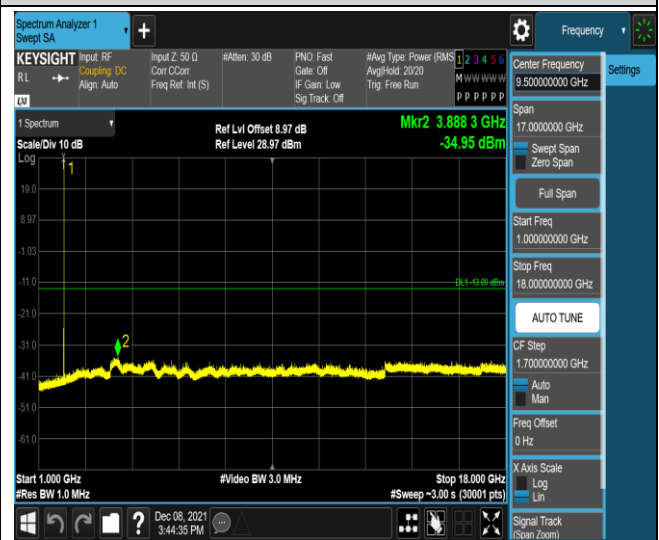 Spectrum Analyzer 1
Swept SA
+
Frequency
KEYSIGHT
RL
LXI
Input: RF
Coupling: DC
Align: Auto
Input Z: 50 Ω
Corr CCorr
Freq Ref: Int (S)
#Atten: 30 dB
PNO: Fast
Gate: Off
IF Gain: Low
Sig Track: Off
#Avg Type: Power (RMS)
Avg|Hold: 20/20
Trig: Free Run
1 2 3 4 5 6
M W W W W W
P P P P P P
1 Spectrum
Scale/Div 10 dB
Log
Ref Lvl Offset 8.97 dB
Ref Level 28.97 dBm
Mkr2 3.888 3 GHz
-34.95 dBm
1
19.0
8.97
-1.03
-11.0
DL1 -13.00 dBm
-21.0
-31.0
2
-41.0
-51.0
-61.0
Start 1.000 GHz
#Res BW 1.0 MHz
#Video BW 3.0 MHz
Stop 18.000 GHz
#Sweep ~3.00 s (30001 pts)
Dec 08, 2021
3:44:35 PM
Center Frequency
9.500000000 GHz
Settings
Span
17.0000000 GHz
Swept Span
Zero Span
Full Span
Start Freq
1.000000000 GHz
Stop Freq
18.000000000 GHz
AUTO TUNE
CF Step
1.700000000 GHz
Auto
Man
Freq Offset
0 Hz
X Axis Scale
Log
Lin
Signal Track
(Span Zoom)